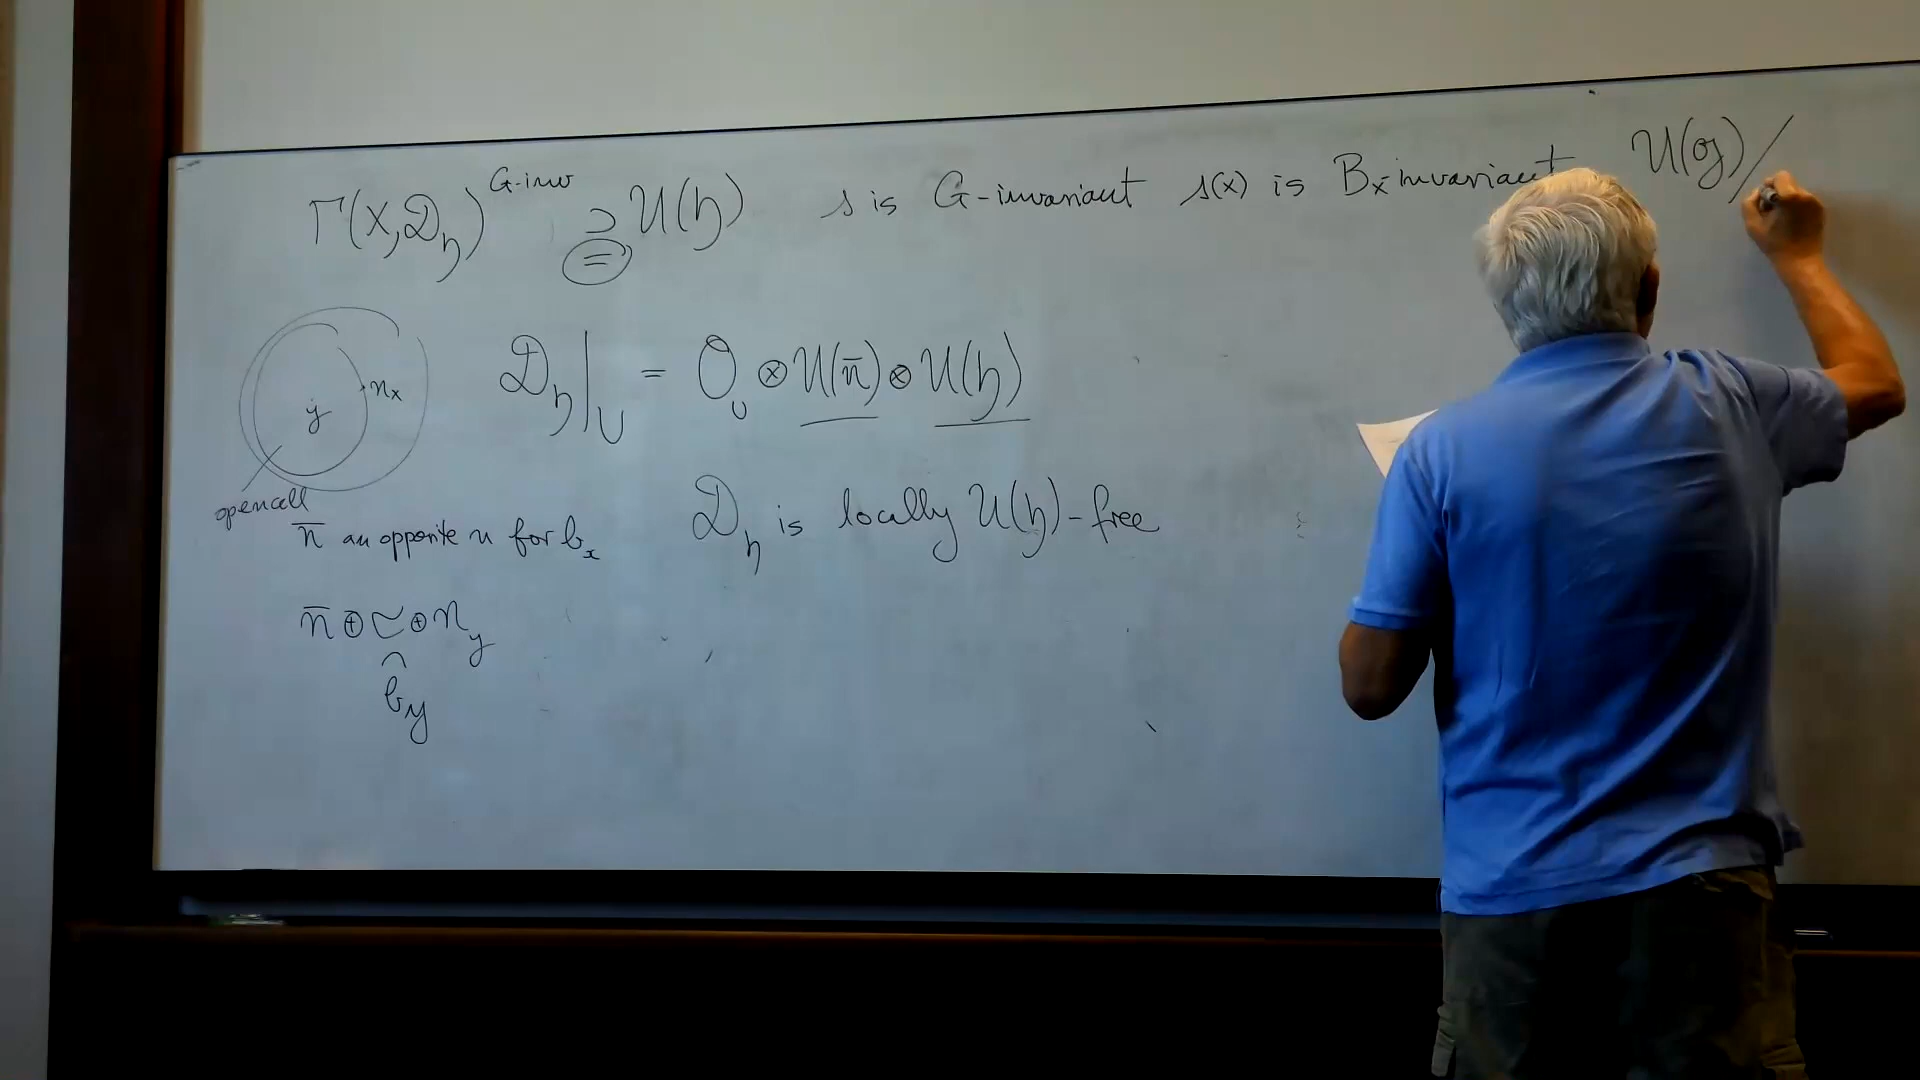 Γ(X, 𝒟_𝔥)^{G-inv} ⊇ U(𝔥) s is G-invariant s(x) is B_x-invariant U(𝔤)/
=
y n_x
𝒟_𝔥|_U = O_U ⊗ U(n̄) ⊗ U(𝔥)
open cell
n̄ an opposite n for b_x
𝒟_𝔥 is locally U(𝔥)-free
n̄ ⊕ ⊕ n_y
b_y